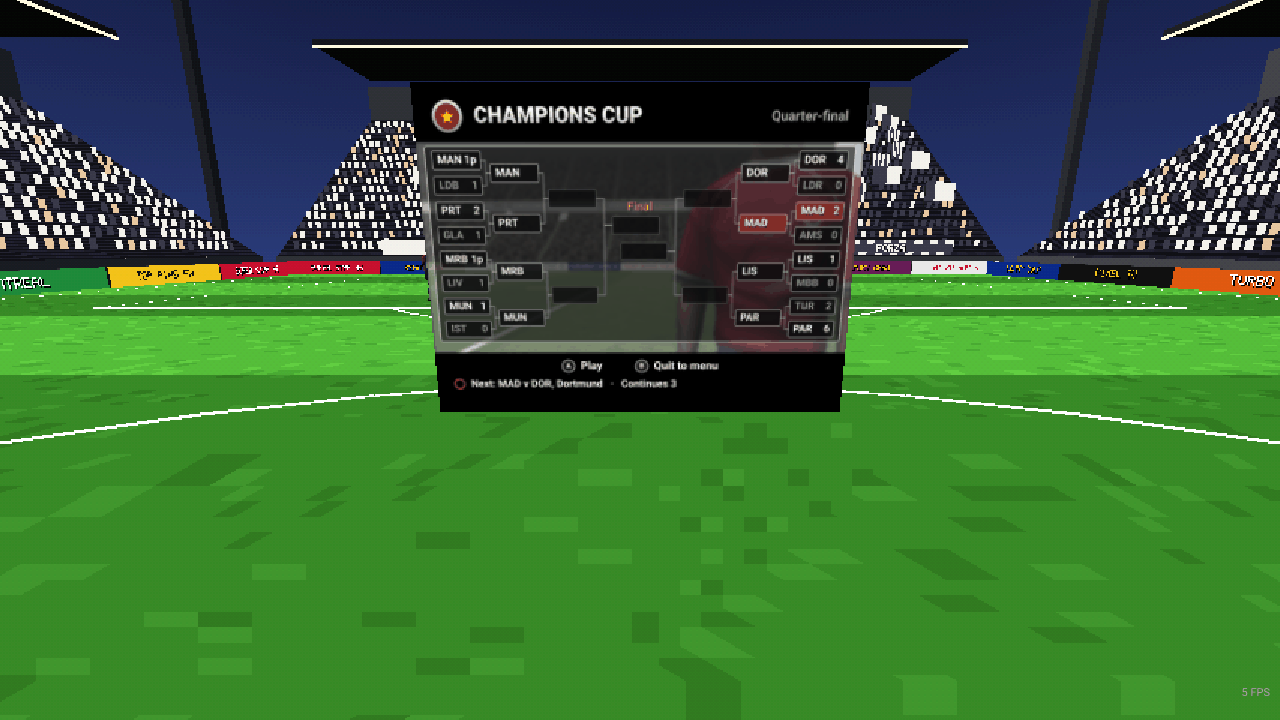 CHAMPIONS CUP
Quarter-final
MAN 1p
LDB 1
PRT 2
GLA 1
MRB 1p
LIV 1
MUN 1
IST 0
MAN
PRT
MRB
MUN
Final
DOR
MAD
LIS
PAR
DOR 4
LDR 0
MAD 2
AMS 0
LIS 1
MBB 0
TUR 2
PAR 6
Play
Quit to menu
Next: MAD v DOR, Dortmund · Continues 3
TURBO
5 FPS